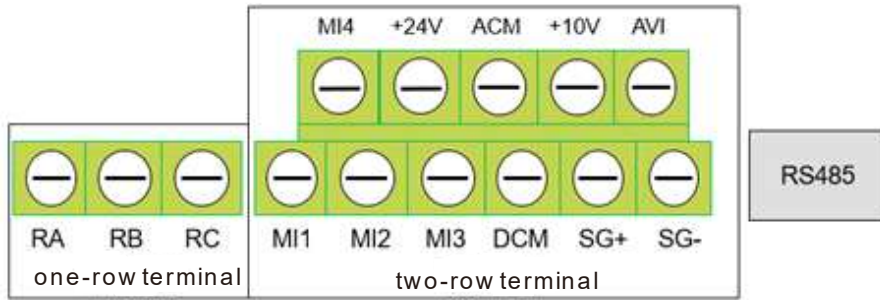 MI4 +24V ACM +10V AVI
RS485
RA RB RC MI1 MI2 MI3 DCM SG+ SG-
one-row terminal two-row terminal